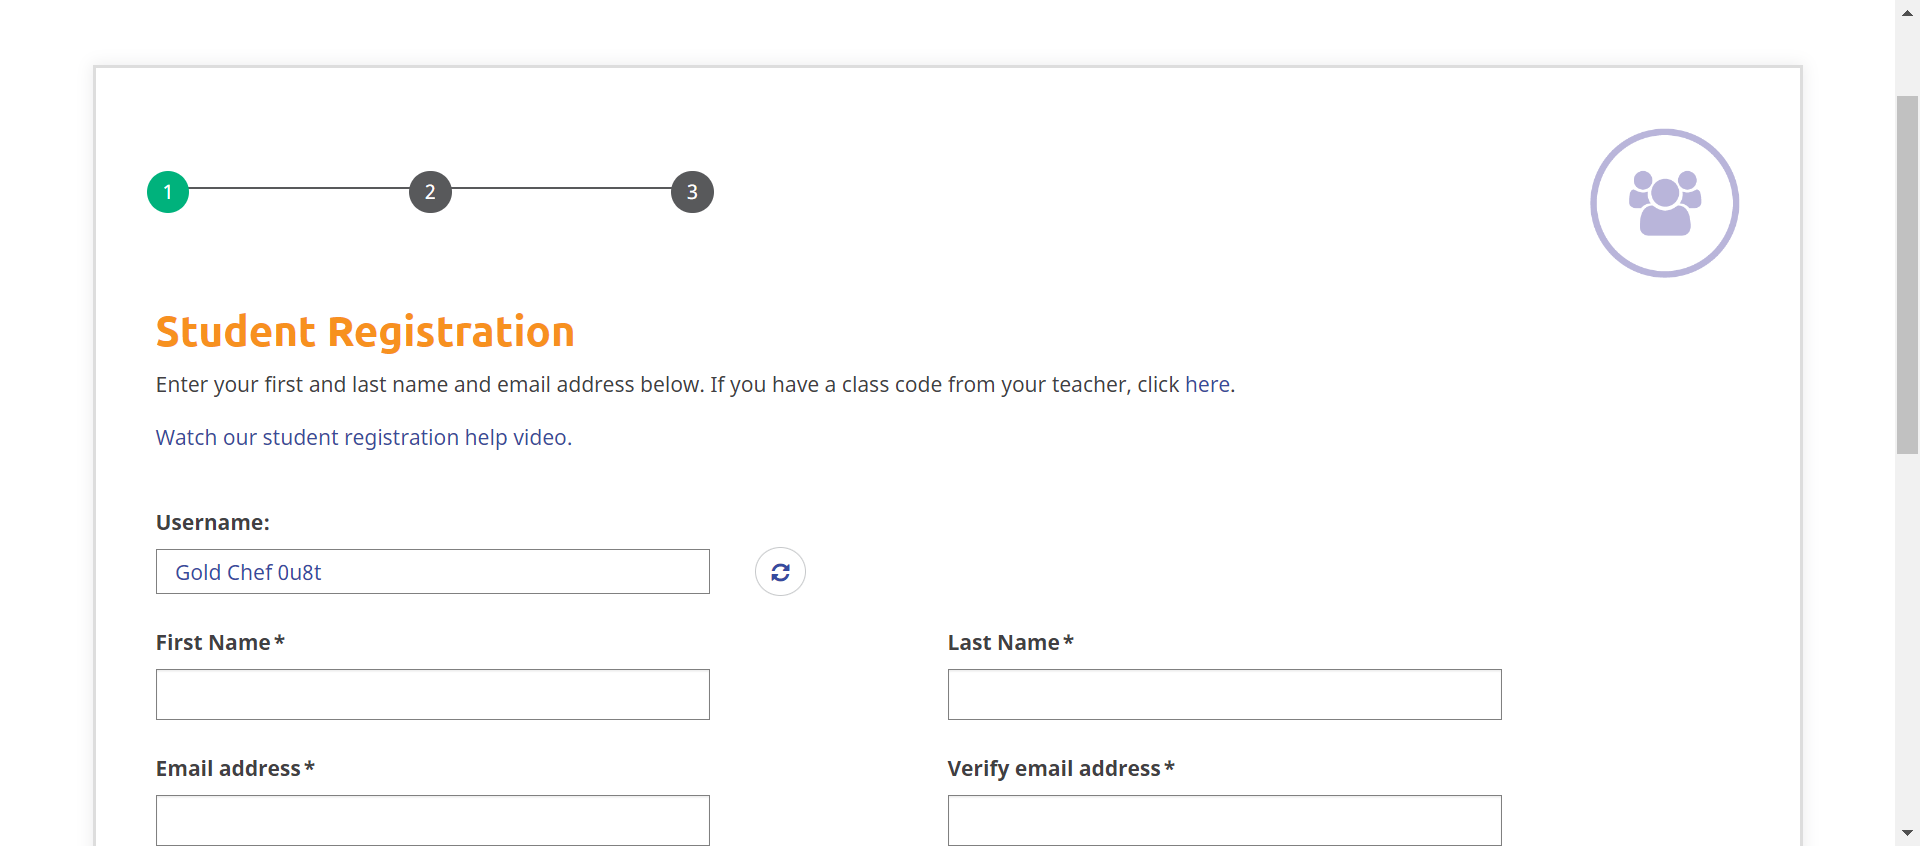 1 2 3
Student Registration
Enter your first and last name and email address below. If you have a class code from your teacher, click here.
Watch our student registration help video.
Username:
Gold Chef 0u8t
First Name* Last Name*
Email address* Verify email address*